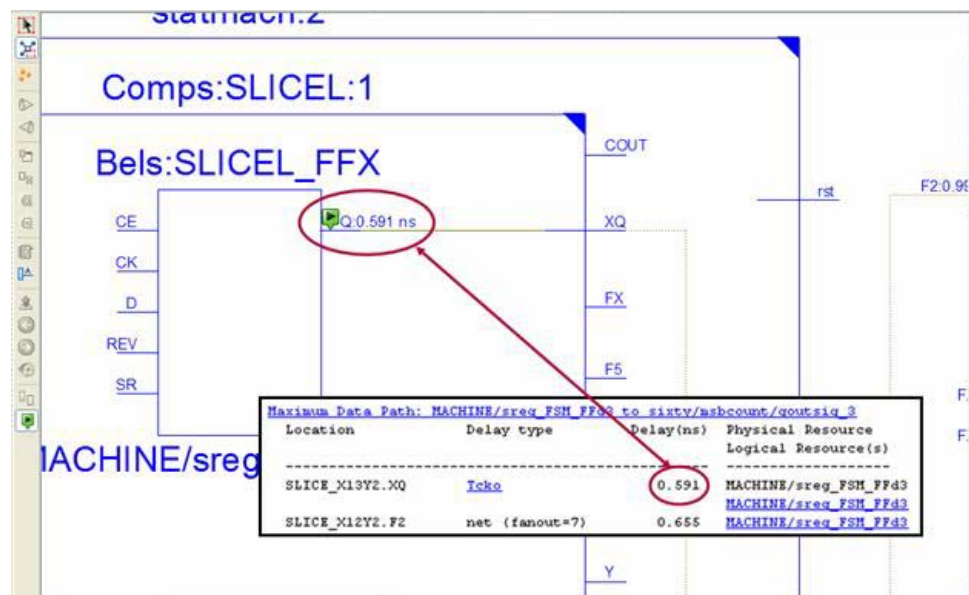 statmach:2
Comps:SLICEL:1
Bels:SLICEL_FFX
COUT
rst
F2:0.99
CE
Q:0.591 ns
XQ
CK
D
FX
REV
F5
SR
Maximum Data Path: MACHINE/sreg_FSM_FFd3 to sixty/msbcount/qoutsig_3
Location Delay type Delay(ns) Physical Resource
Logical Resource(s)
SLICE_X13Y2.XQ Tcko 0.591 MACHINE/sreg_FSM_FFd3
MACHINE/sreg_FSM_FFd3
SLICE_X12Y2.F2 net (fanout=7) 0.655 MACHINE/sreg_FSM_FFd3
IACHINE/sreg
F
F
Y